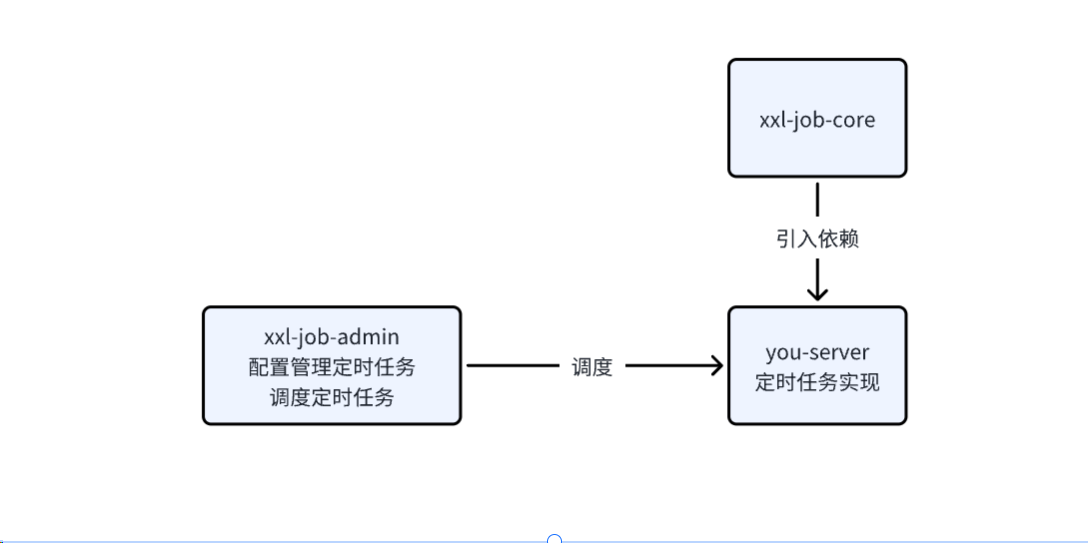 xxl-job-core
引入依赖
xxl-job-admin
配置管理定时任务
调度定时任务
调度
you-server
定时任务实现